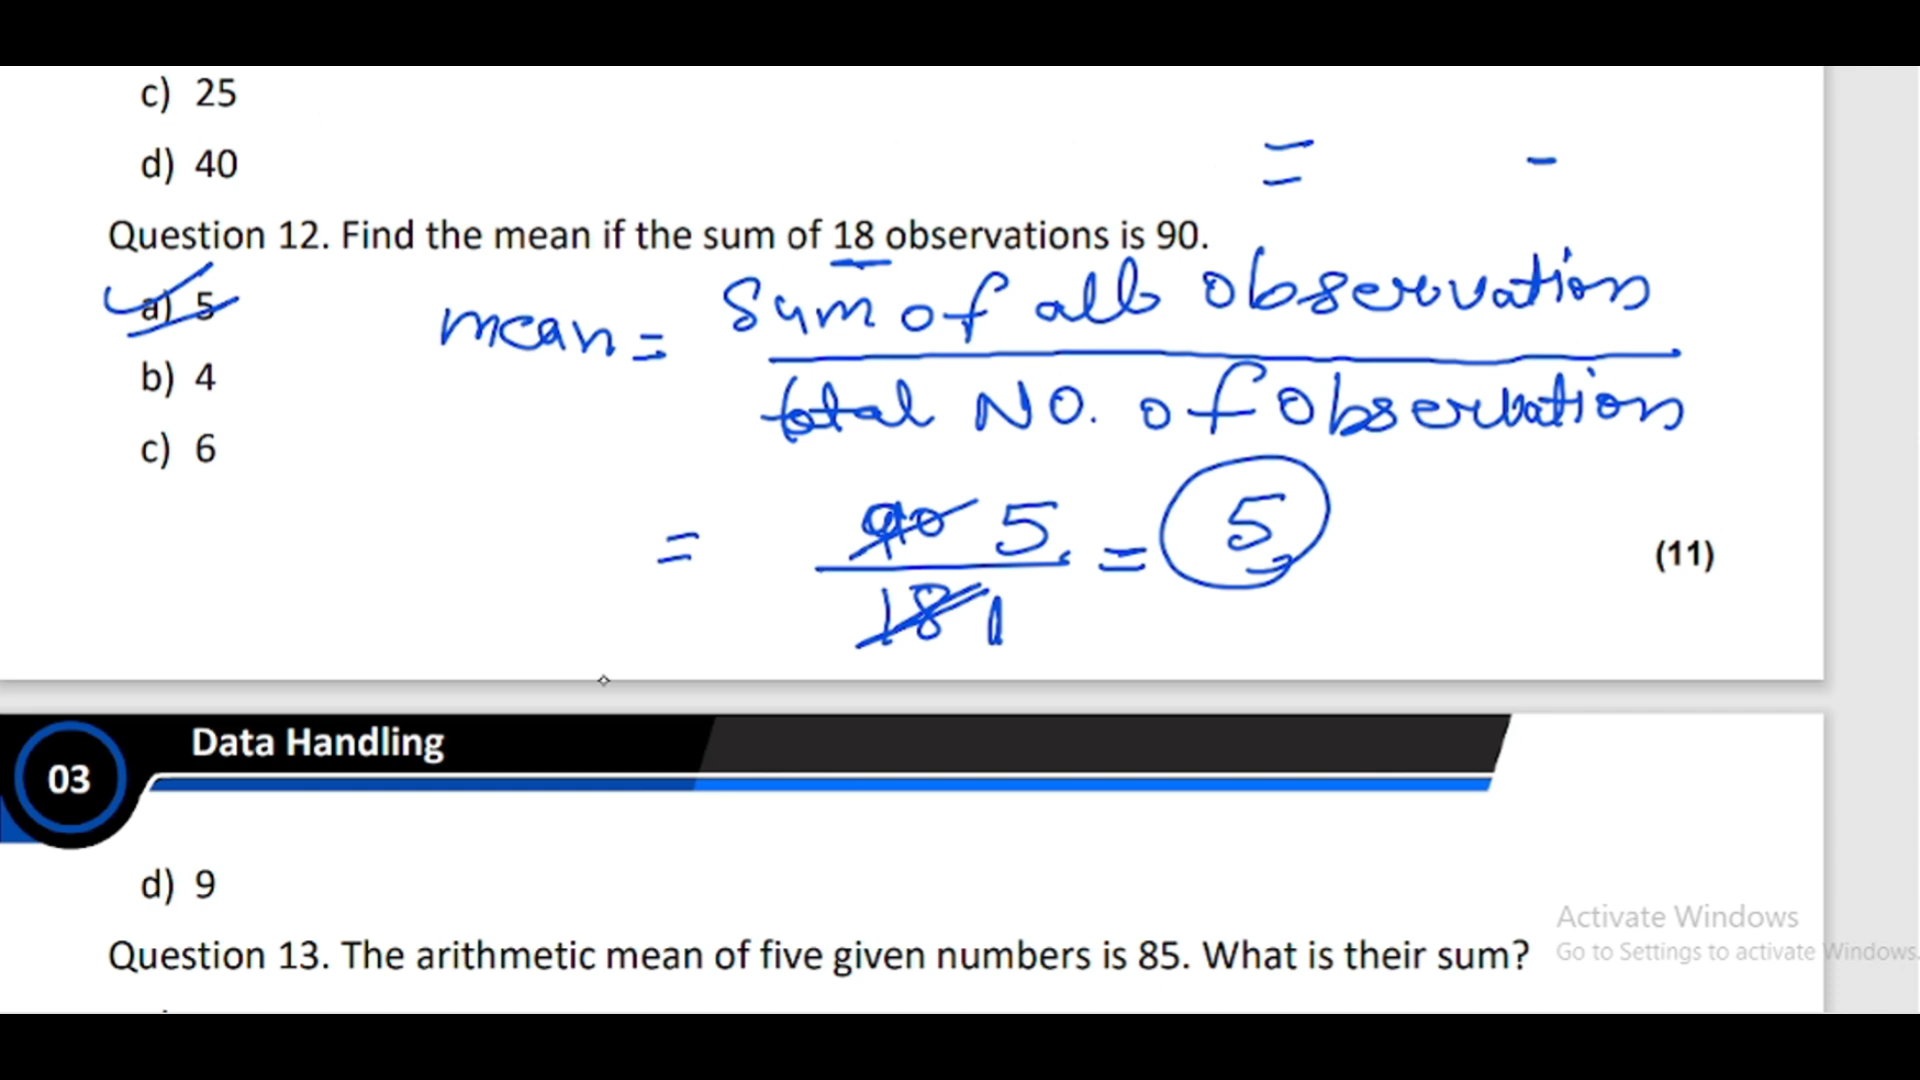 c) 25
d) 40
= -
Question 12. Find the mean if the sum of 18 observations is 90.
a) 5
mean = Sum of all observation
total NO. of observation
b) 4
c) 6
= 90 5 = 5
18 1
(11)
03
Data Handling
d) 9
Question 13. The arithmetic mean of five given numbers is 85. What is their sum?
Activate Windows
Go to Settings to activate Windows.